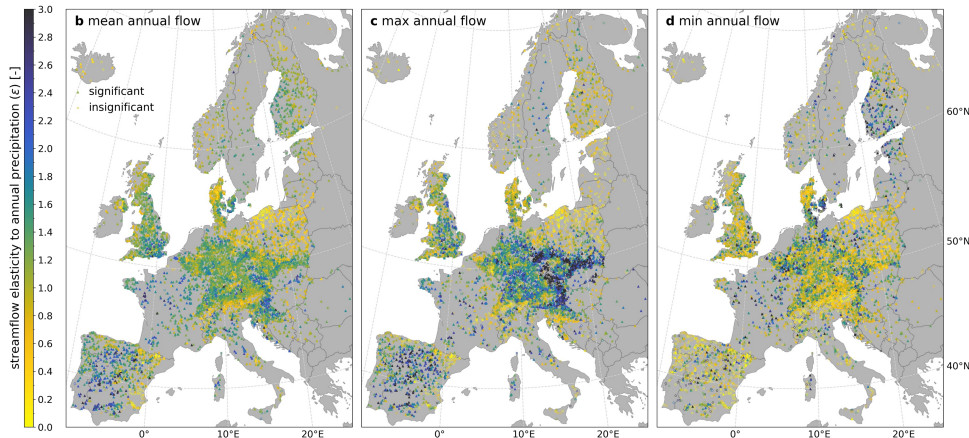 b mean annual flow
c max annual flow
d min annual flow
streamflow elasticity to annual precipitation (ε) [-]
3.0
2.8
2.6
2.4
2.2
2.0
1.8
1.6
1.4
1.2
1.0
0.8
0.6
0.4
0.2
0.0
significant
insignificant
60°N
50°N
40°N
0° 10°E 20°E
0° 10°E 20°E
0° 10°E 20°E